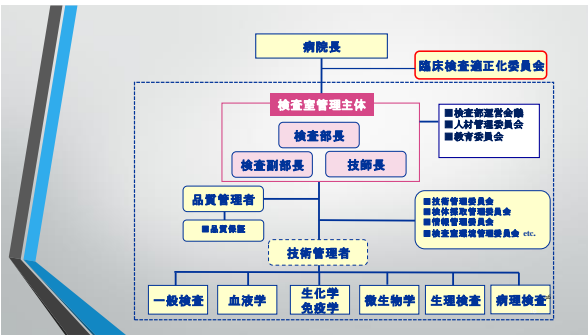 病院長
臨床検査適正化委員会
検査室管理主体
検査部長
検査副部長
技師長
■検査部運営会議
■人材管理委員会
■教育委員会
品質管理者
■品質保証
■技術管理委員会
■検体採取管理委員会
■情報管理委員会
■検査室環境管理委員会 etc.
技術管理者
一般検査
血液学
生化学
免疫学
微生物学
生理検査
病理検査